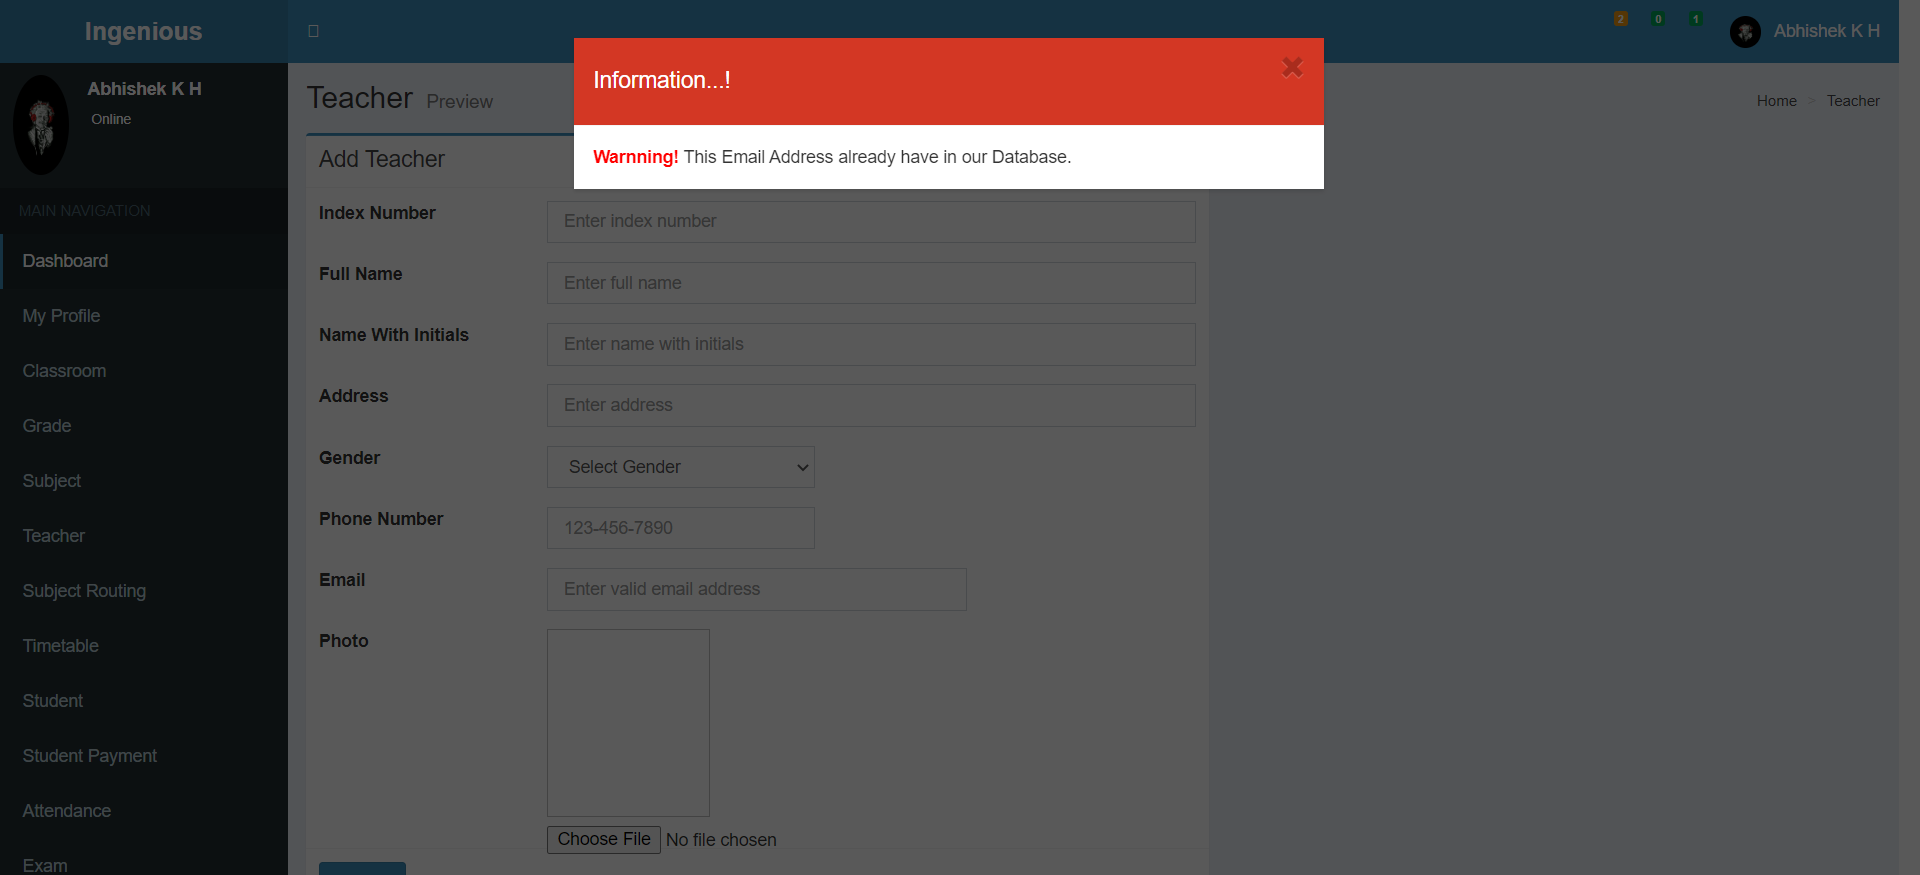 Ingenious
2 0 1
Abhishek K H
Abhishek K H
Online
MAIN NAVIGATION
Dashboard
My Profile
Classroom
Grade
Subject
Teacher
Subject Routing
Timetable
Student
Student Payment
Attendance
Exam
Teacher Preview
Home > Teacher
Information...!
Warnning! This Email Address already have in our Database.
Add Teacher
Index Number
Enter index number
Full Name
Enter full name
Name With Initials
Enter name with initials
Address
Enter address
Gender
Select Gender
Phone Number
123-456-7890
Email
Enter valid email address
Photo
Choose File No file chosen